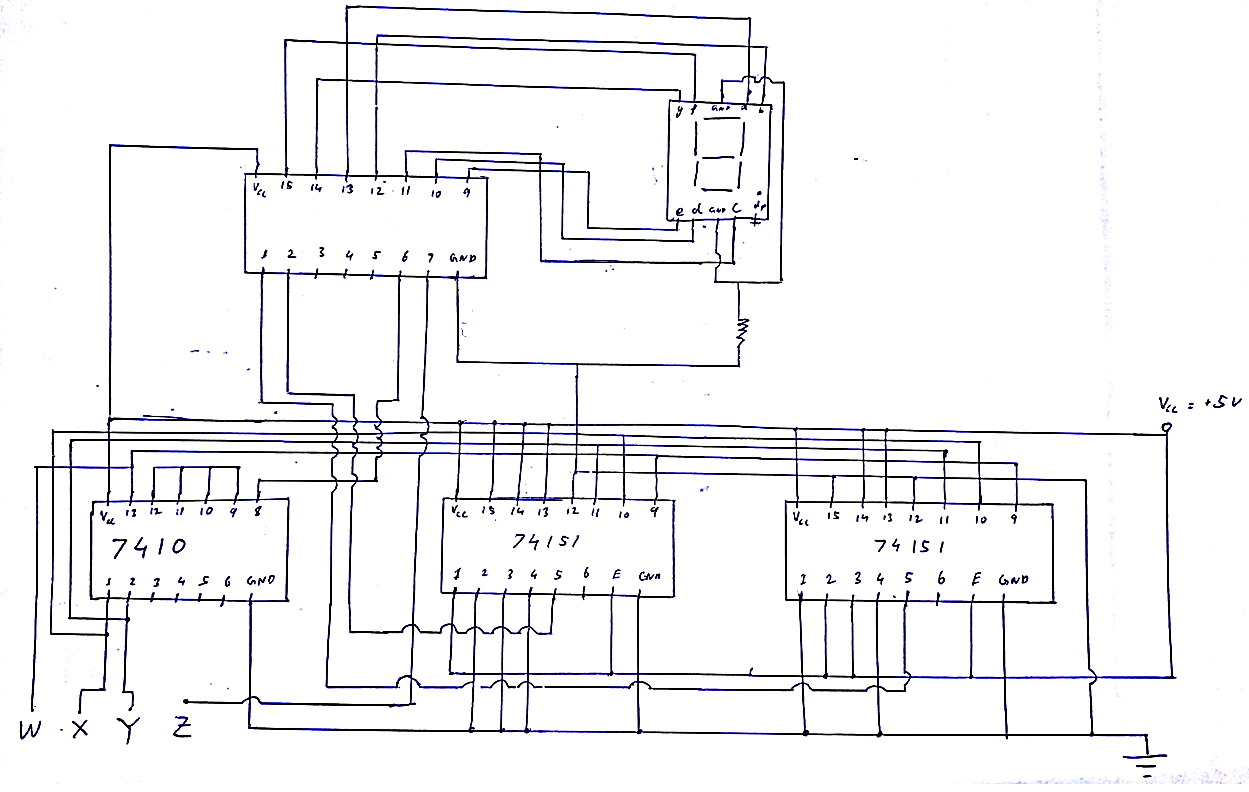 g f GND a b
e d GND C dp
Vcc 15 14 13 12 11 10 9
1 2 3 4 5 6 7 GND
Vcc = +5V
Vcc 13 12 11 10 9 8
7410
1 2 3 4 5 6 GND
Vcc 15 14 13 12 11 10 9
74151
1 2 3 4 5 6 E GND
Vcc 15 14 13 12 11 10 9
74151
1 2 3 4 5 6 E GND
W X Y Z